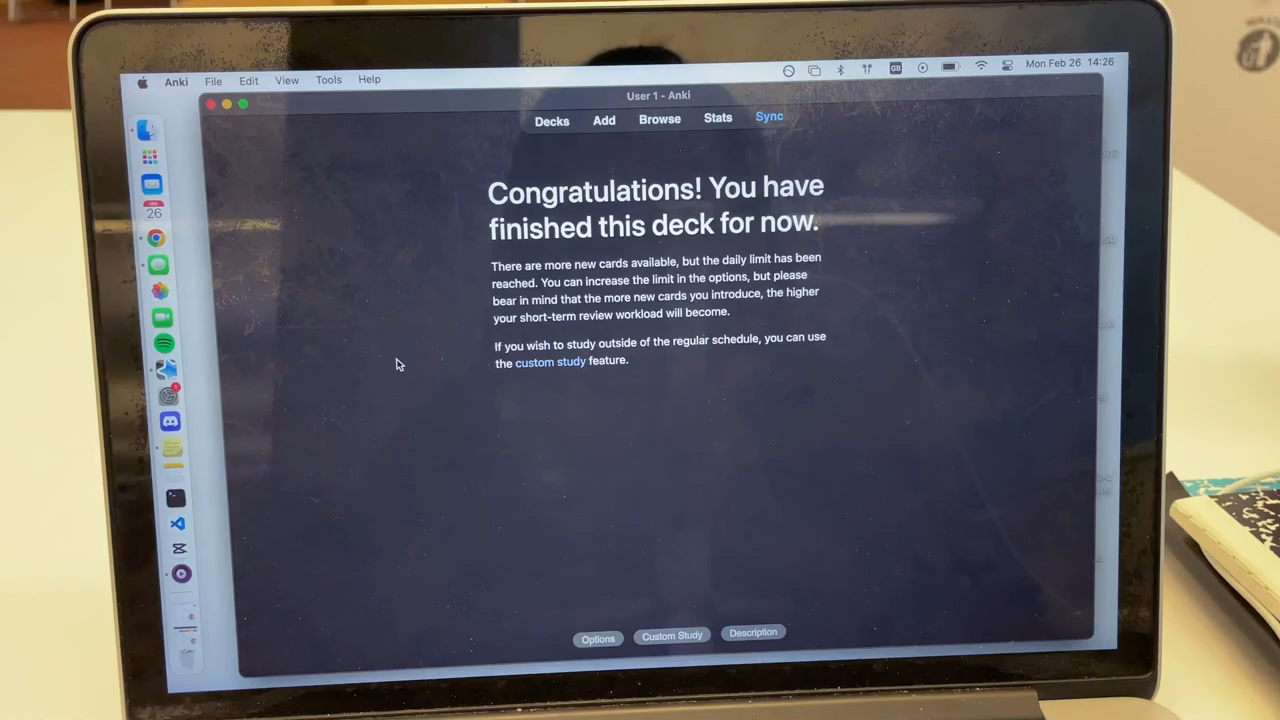 Anki File Edit View Tools Help
GB
Mon Feb 26 14:26
User 1 - Anki
Decks Add Browse Stats Sync
26
Congratulations! You have
finished this deck for now.
There are more new cards available, but the daily limit has been
reached. You can increase the limit in the options, but please
bear in mind that the more new cards you introduce, the higher
your short-term review workload will become.
If you wish to study outside of the regular schedule, you can use
the custom study feature.
1
Options Custom Study Description